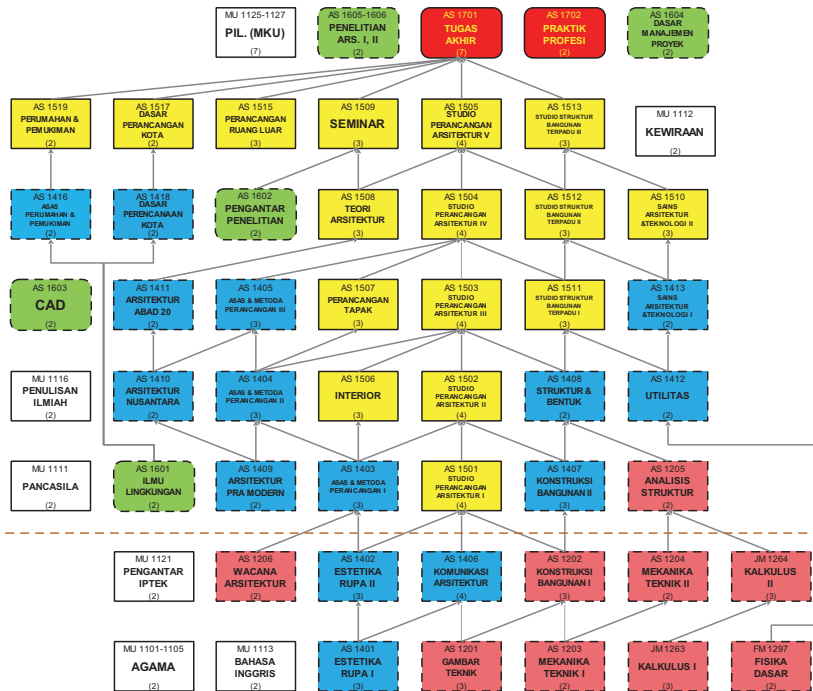 MU 1125-1127
PIL. (MKU)
(7)
AS 1605-1606
PENELITIAN
ARS. I, II
(2)
AS 1701
TUGAS
AKHIR
(7)
AS 1702
PRAKTIK
PROFESI
(2)
AS 1604
DASAR
MANAJEMEN
PROYEK
(2)
AS 1519
PERUMAHAN &
PEMUKIMAN
(2)
AS 1517
DASAR
PERANCANGAN
KOTA
(2)
AS 1515
PERANCANGAN
RUANG LUAR
(3)
AS 1509
SEMINAR
(3)
AS 1505
STUDIO
PERANCANGAN
ARSITEKTUR V
(4)
AS 1513
STUDIO STRUKTUR
BANGUNAN
TERPADU III
(3)
MU 1112
KEWIRAAN
(2)
AS 1416
ASAS
PERUMAHAN &
PEMUKIMAN
(2)
AS 1418
DASAR
PERENCANAAN
KOTA
(2)
AS 1602
PENGANTAR
PENELITIAN
(2)
AS 1508
TEORI
ARSITEKTUR
(2)
AS 1504
STUDIO
PERANCANGAN
ARSITEKTUR IV
(4)
AS 1512
STUDIO STRUKTUR
BANGUNAN
TERPADU II
(3)
AS 1510
SAINS
ARSITEKTUR
&TEKNOLOGI II
(3)
AS 1603
CAD
(2)
AS 1411
ARSITEKTUR
ABAD 20
(2)
AS 1405
ASAS & METODA
PERANCANGAN III
(3)
AS 1507
PERANCANGAN
TAPAK
(3)
AS 1503
STUDIO
PERANCANGAN
ARSITEKTUR III
(4)
AS 1511
STUDIO STRUKTUR
BANGUNAN
TERPADU I
(3)
AS 1413
SAINS
ARSITEKTUR
&TEKNOLOGI I
(2)
MU 1116
PENULISAN
ILMIAH
(2)
AS 1410
ARSITEKTUR
NUSANTARA
(2)
AS 1404
ASAS & METODA
PERANCANGAN II
(3)
AS 1506
INTERIOR
(3)
AS 1502
STUDIO
PERANCANGAN
ARSITEKTUR II
(4)
AS 1408
STRUKTUR &
BENTUK
(2)
AS 1412
UTILITAS
(2)
MU 1111
PANCASILA
(2)
AS 1601
ILMU
LINGKUNGAN
(2)
AS 1409
ARSITEKTUR
PRA MODERN
(2)
AS 1403
ASAS & METODA
PERANCANGAN I
(3)
AS 1501
STUDIO
PERANCANGAN
ARSITEKTUR I
(4)
AS 1407
KONSTRUKSI
BANGUNAN II
(3)
AS 1205
ANALISIS
STRUKTUR
(2)
MU 1121
PENGANTAR
IPTEK
(2)
AS 1206
WACANA
ARSITEKTUR
(2)
AS 1402
ESTETIKA
RUPA II
(3)
AS 1406
KOMUNIKASI
ARSITEKTUR
(4)
AS 1202
KONSTRUKSI
BANGUNAN I
(3)
AS 1204
MEKANIKA
TEKNIK II
(2)
JM 1264
KALKULUS
II
(3)
MU 1101-1105
AGAMA
(2)
MU 1113
BAHASA
INGGRIS
(2)
AS 1401
ESTETIKA
RUPA I
(3)
AS 1201
GAMBAR
TEKNIK
(3)
AS 1203
MEKANIKA
TEKNIK I
(2)
JM 1263
KALKULUS I
(3)
FM 1297
FISIKA
DASAR
(2)